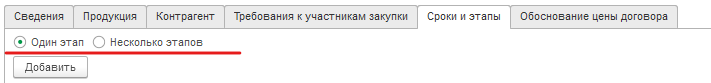 Сведения Продукция Контрагент Требования к участникам закупки Сроки и этапы Обоснование цены договора
Один этап Несколько этапов
Добавить